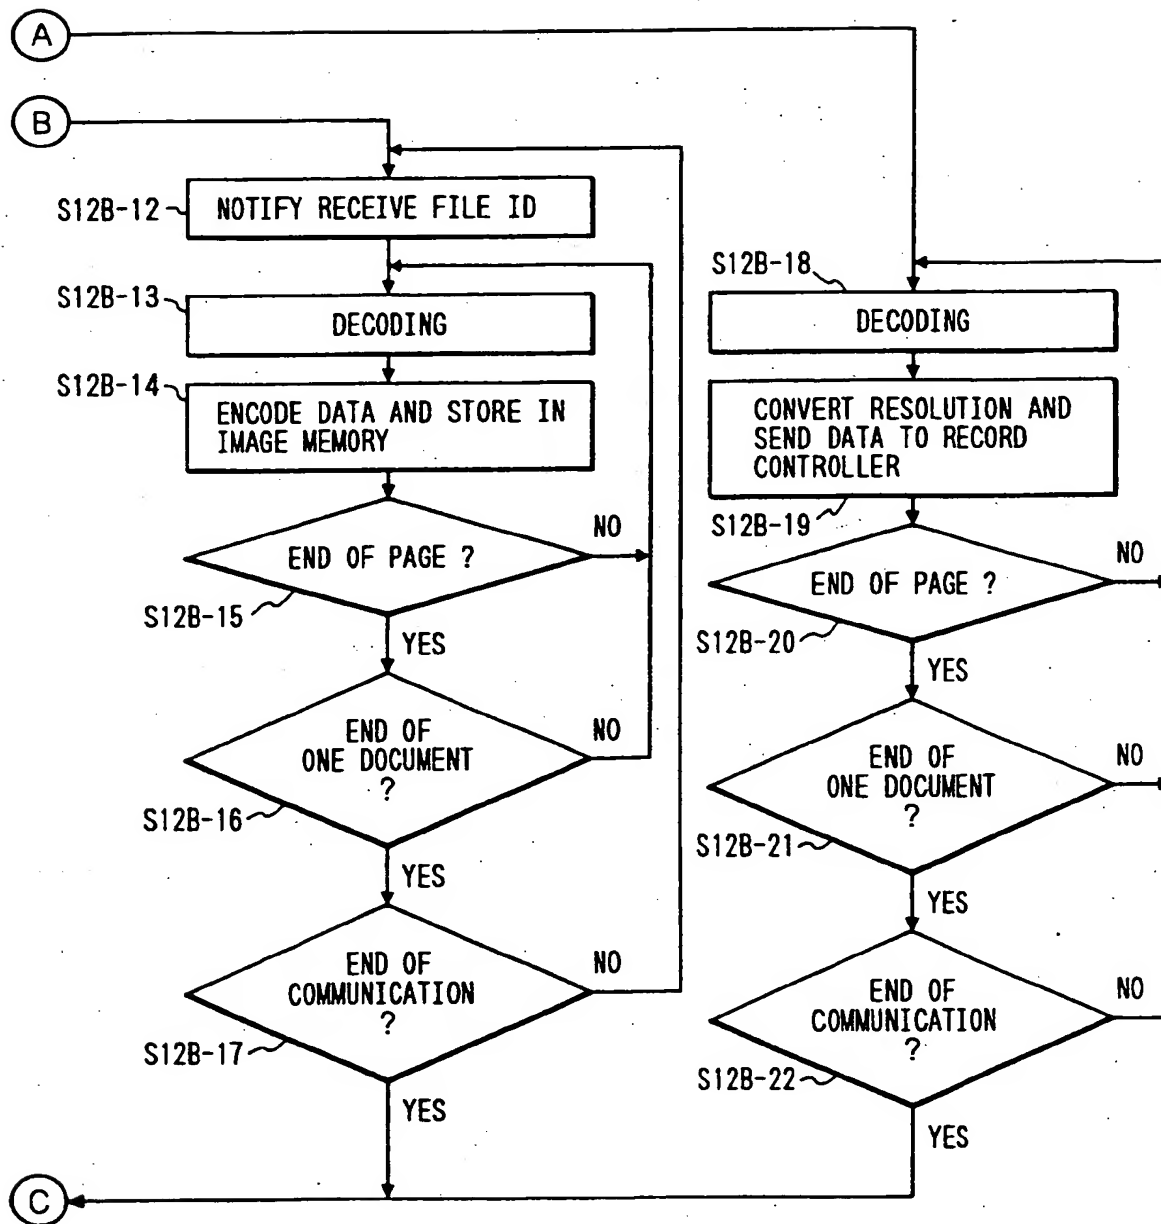 A
B
S12B-12
NOTIFY RECEIVE FILE ID
S12B-13
DECODING
S12B-14
ENCODE DATA AND STORE IN
IMAGE MEMORY
END OF PAGE ?
NO
S12B-15
YES
END OF
ONE DOCUMENT
?
NO
S12B-16
YES
END OF
COMMUNICATION
?
NO
S12B-17
YES
S12B-18
DECODING
CONVERT RESOLUTION AND
SEND DATA TO RECORD
CONTROLLER
S12B-19
END OF PAGE ?
NO
S12B-20
YES
END OF
ONE DOCUMENT
?
NO
S12B-21
YES
END OF
COMMUNICATION
?
NO
S12B-22
YES
C